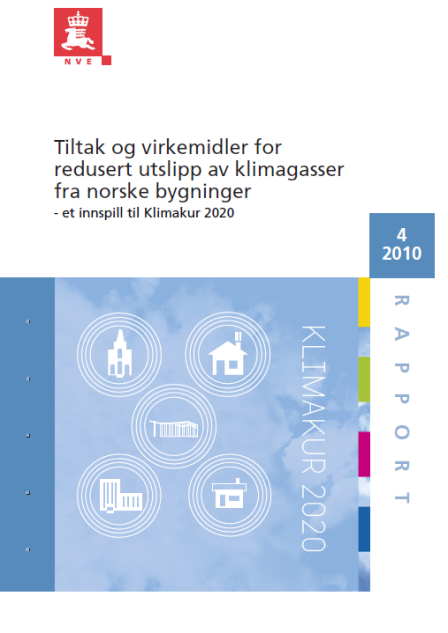 NVE
Tiltak og virkemidler for
redusert utslipp av klimagasser
fra norske bygninger
- et innspill til Klimakur 2020
4
2010
RAPPORT
KLIMAKUR 2020